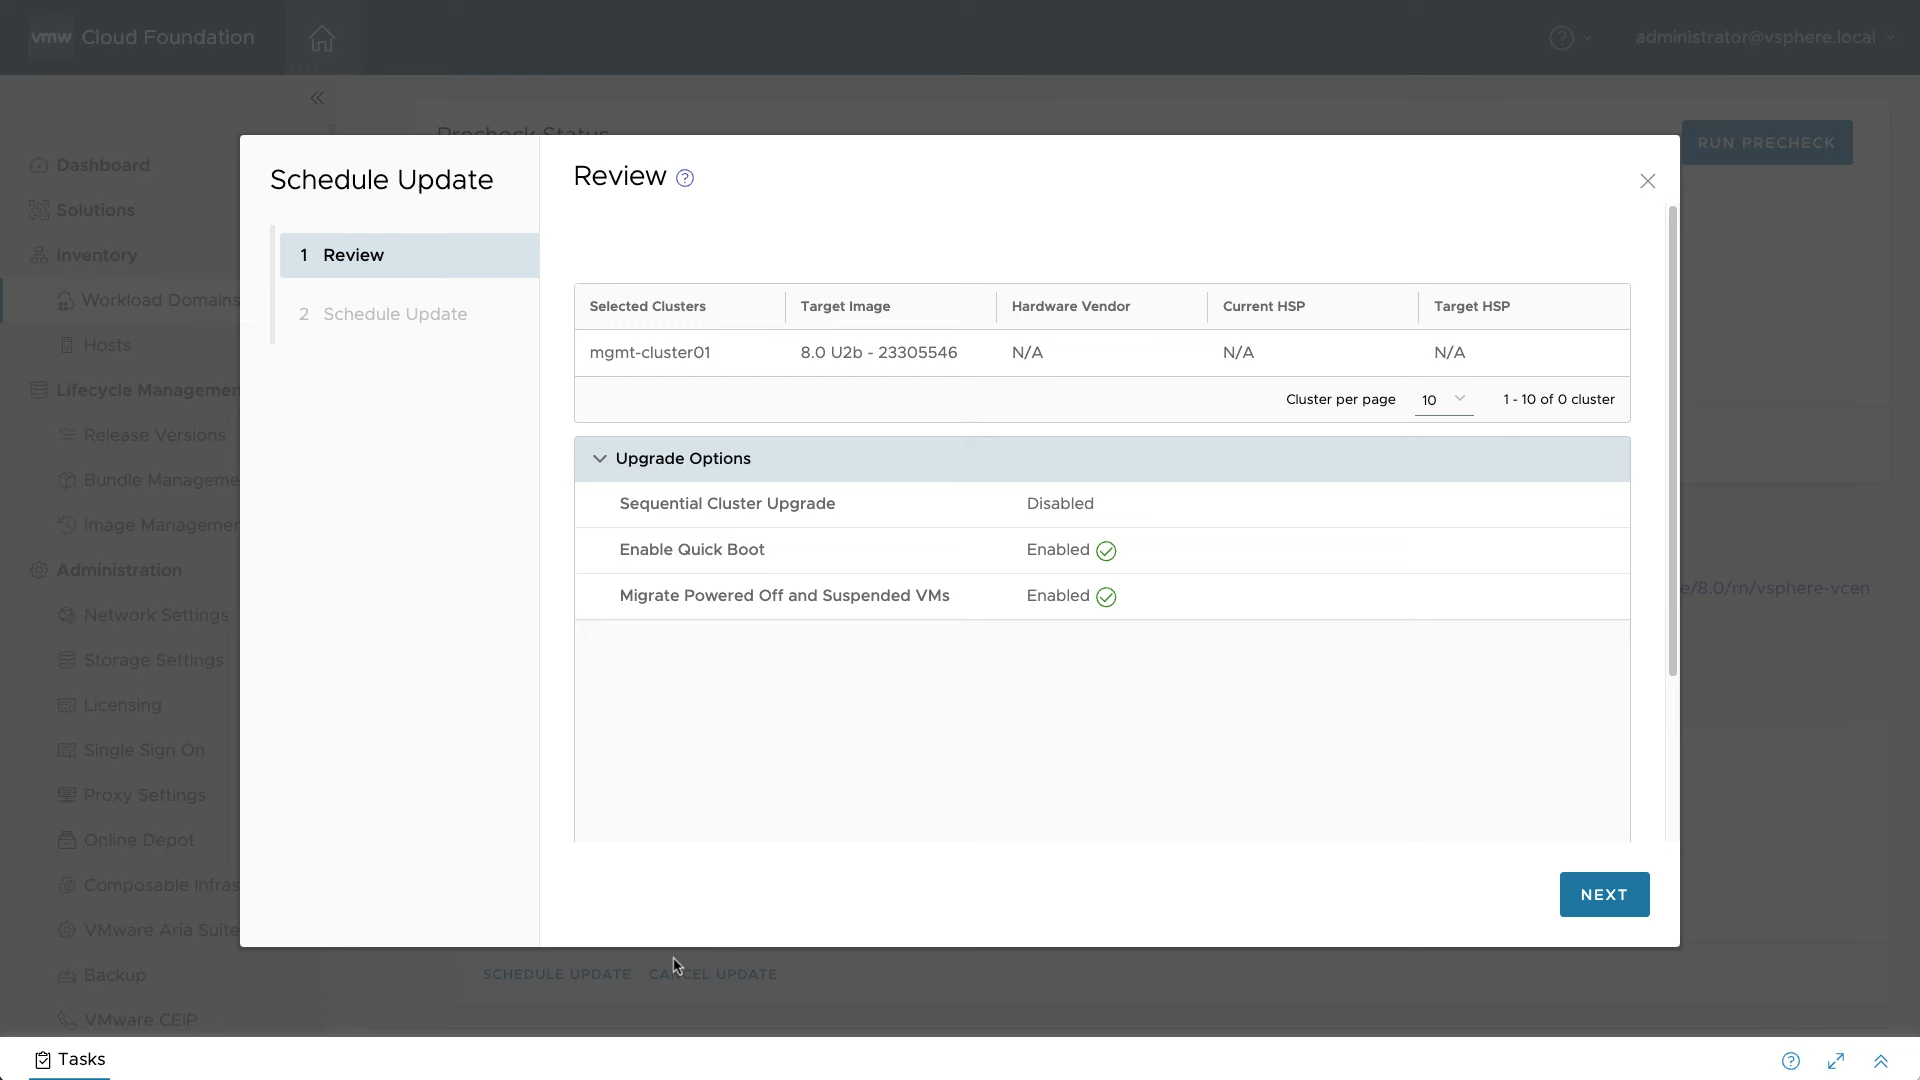 vmw Cloud Foundation
administrator@vsphere.local
Precheck Status
RUN PRECHECK
Dashboard
Solutions
Inventory
Workload Domains
Hosts
Lifecycle Managemen
Release Versions
Bundle Manageme
Image Managemer
Administration
Network Settings
Storage Settings
Licensing
Single Sign On
Proxy Settings
Online Depot
Composable Infras
VMware Aria Suite
Backup
VMware CEIP
Schedule Update
1 Review
2 Schedule Update
Review
Selected Clusters Target Image Hardware Vendor Current HSP Target HSP
mgmt-cluster01 8.0 U2b - 23305546 N/A N/A N/A
Cluster per page 10 1 - 10 of 0 cluster
Upgrade Options
Sequential Cluster Upgrade Disabled
Enable Quick Boot Enabled
Migrate Powered Off and Suspended VMs Enabled
NEXT
e/8.0/rn/vsphere-vcen
SCHEDULE UPDATE CANCEL UPDATE
Tasks